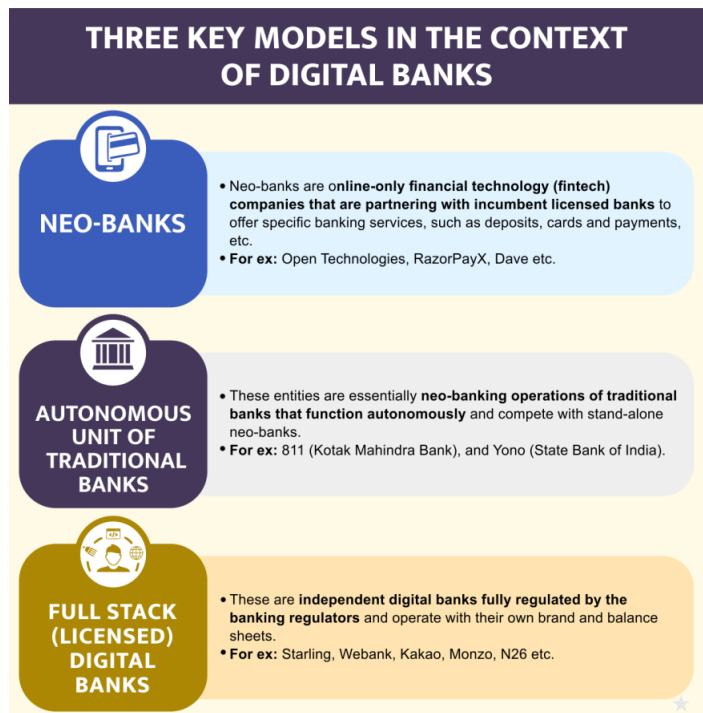 THREE KEY MODELS IN THE CONTEXT
OF DIGITAL BANKS
NEO-BANKS
• Neo-banks are online-only financial technology (fintech)
companies that are partnering with incumbent licensed banks to
offer specific banking services, such as deposits, cards and payments,
etc.
• For ex: Open Technologies, RazorPayX, Dave etc.
AUTONOMOUS
UNIT OF
TRADITIONAL
BANKS
• These entities are essentially neo-banking operations of traditional
banks that function autonomously and compete with stand-alone
neo-banks.
• For ex: 811 (Kotak Mahindra Bank), and Yono (State Bank of India).
FULL STACK
(LICENSED)
DIGITAL
BANKS
• These are independent digital banks fully regulated by the
banking regulators and operate with their own brand and balance
sheets.
• For ex: Starling, Webank, Kakao, Monzo, N26 etc.